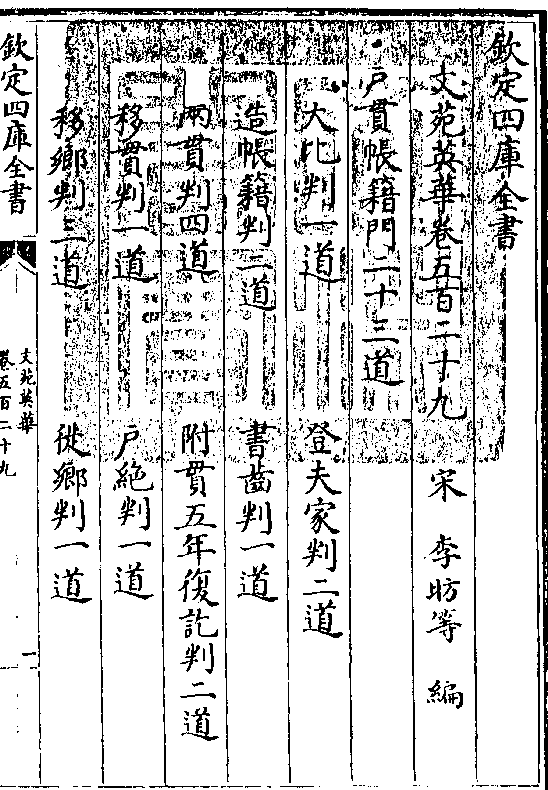 欽定四庫全書
文苑英華卷五百二十九
宋 李昉等 編
戸貫帳籍門二十三道
大比判一道 登夫家判二道
造帳籍判二道 書齒判一道
兩貫判四道 附貫五年復訖判二道
移貫判一道 戸絶判一道
移鄉判三道 徙鄉判一道
欽定四庫全書
文苑英華
卷五百二十九
一